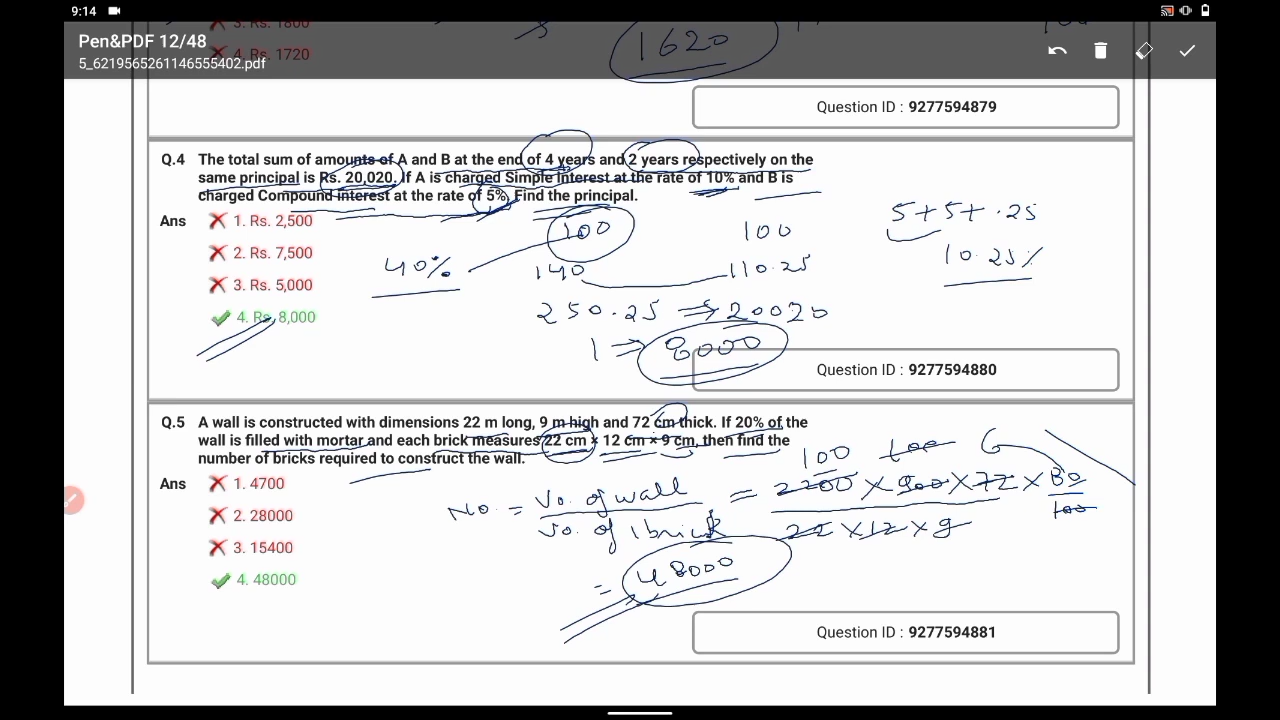 9:14
3. Rs. 1800
Pen&PDF 12/48
4. Rs. 1720
5_6219565261146555402.pdf
1620
Question ID : 9277594879
Q.4 The total sum of amounts of A and B at the end of 4 years and 2 years respectively on the
same principal is Rs. 20,020. If A is charged Simple Interest at the rate of 10% and B is
charged Compound interest at the rate of 5%. Find the principal.
Ans 1. Rs. 2,500
2. Rs. 7,500
3. Rs. 5,000
4. Rs. 8,000
5+5+.25
10.25%
100 100
40% 140 110.25
250.25 ⇒ 20020
1 ⇒ 8000
Question ID : 9277594880
Q.5 A wall is constructed with dimensions 22 m long, 9 m high and 72 cm thick. If 20% of the
wall is filled with mortar and each brick measures 22 cm × 12 cm × 9 cm, then find the
number of bricks required to construct the wall.
Ans 1. 4700
2. 28000
3. 15400
4. 48000
100 100 6
No. = Vo. of wall = 2200 × 900 × 72 × 80
Vo. of 1 brick 22 × 12 × 9 100
= 48000
Question ID : 9277594881